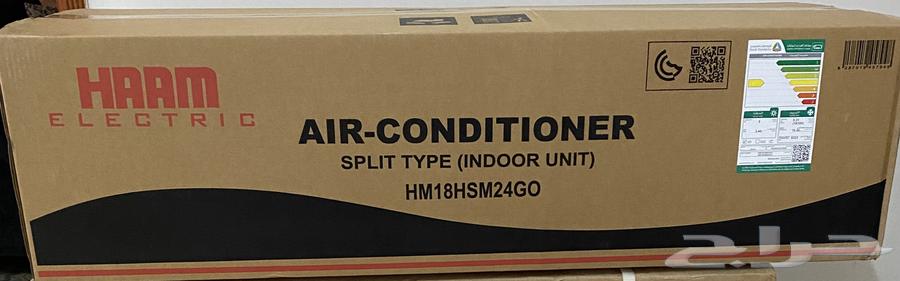 HAAM
ELECTRIC
AIR-CONDITIONER
SPLIT TYPE (INDOOR UNIT)
HM18HSM24GO
حراج